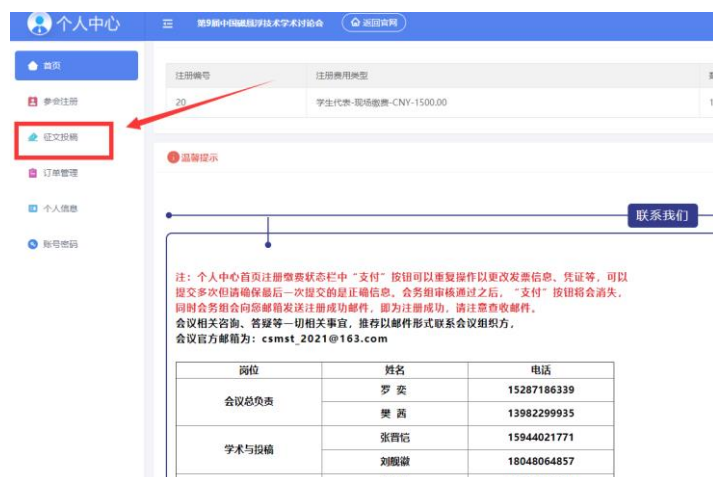 个人中心
第9届中国磁悬浮技术学术讨论会
返回官网
首页
参会注册
征文投稿
订单管理
个人信息
账号密码
注册编号 注册费用类型
20 学生代表-现场缴费-CNY-1500.00
温馨提示
联系我们
注：个人中心首页注册缴费状态栏中“支付”按钮可以重复操作以更改发票信息、凭证等，可以
提交多次但请确保最后一次提交的是正确信息。会务组审核通过之后，“支付”按钮将会消失，
同时会务组会向您邮箱发送注册成功邮件，即为注册成功，请注意查收邮件。
会议相关咨询、答疑等一切相关事宜，推荐以邮件形式联系会议组织方，
会议官方邮箱为：csmst_2021@163.com
岗位 姓名 电话
会议总负责
罗 奕 15287186339
樊 茜 13982299935
学术与投稿
张晋信 15944021771
刘靓徽 18048064857